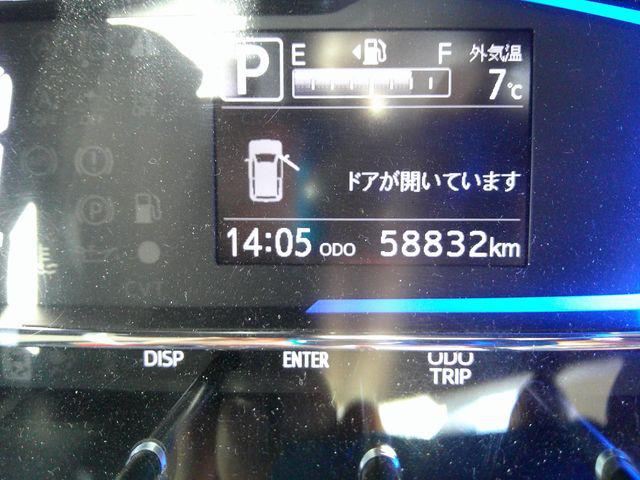 P E F 外気温
7℃
ドアが開いています
14:05 ODO 58832km
CVT
DISP ENTER ODO
TRIP